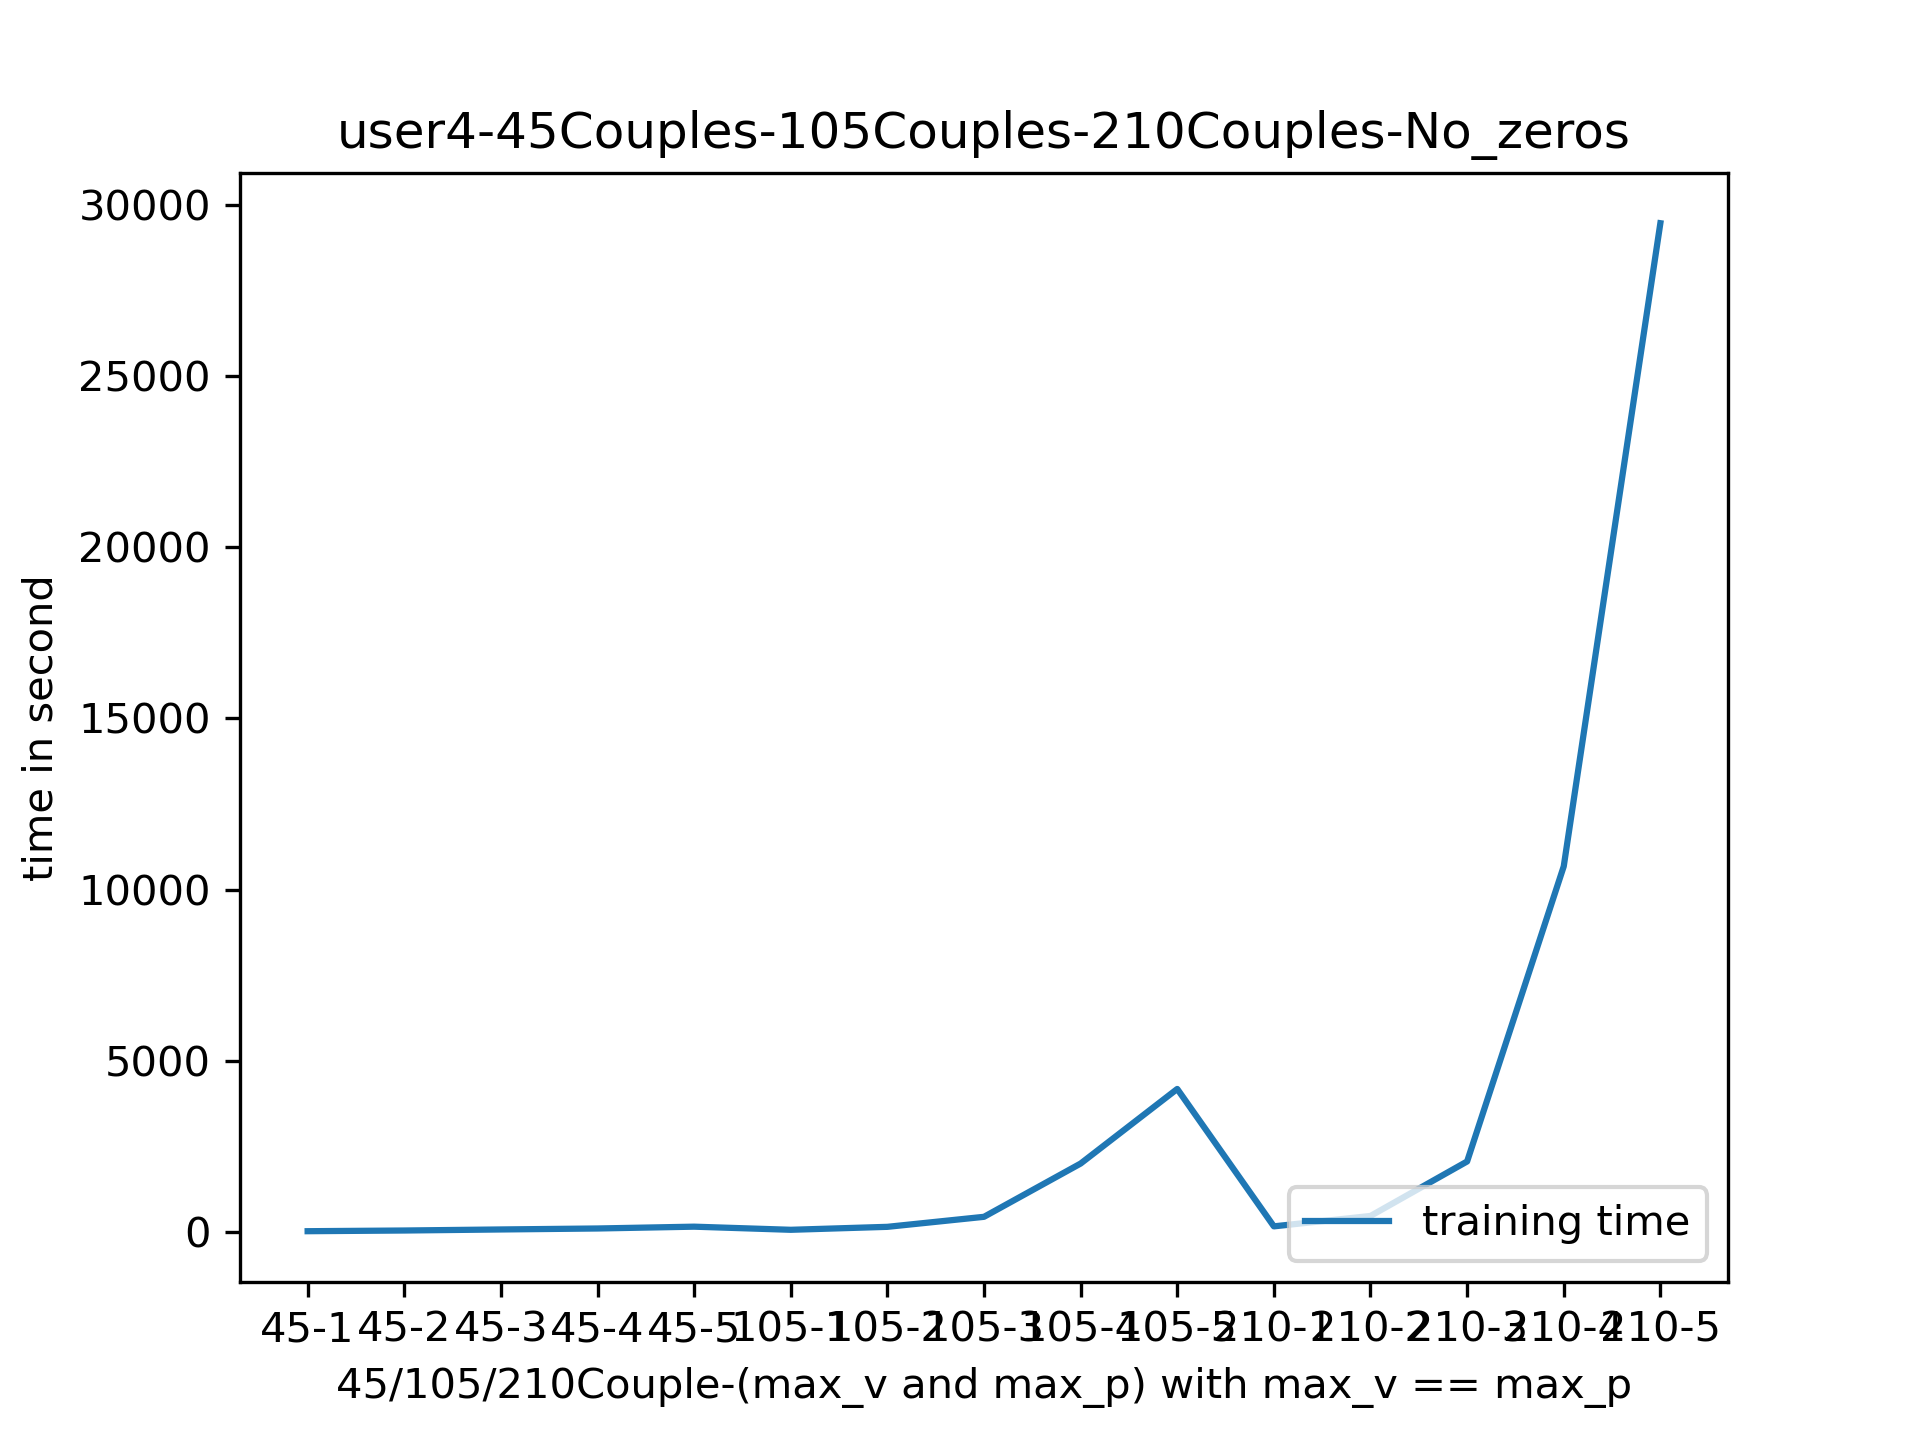 user4-45Couples-105Couples-210Couples-No_zeros
30000
25000
20000
15000
10000
5000
0
time in second
training time
45-1 45-2 45-3 45-4 45-5 105-1 105-2 105-3 105-4 105-5 210-1 210-2 210-3 210-4 210-5
45/105/210Couple-(max_v and max_p) with max_v == max_p